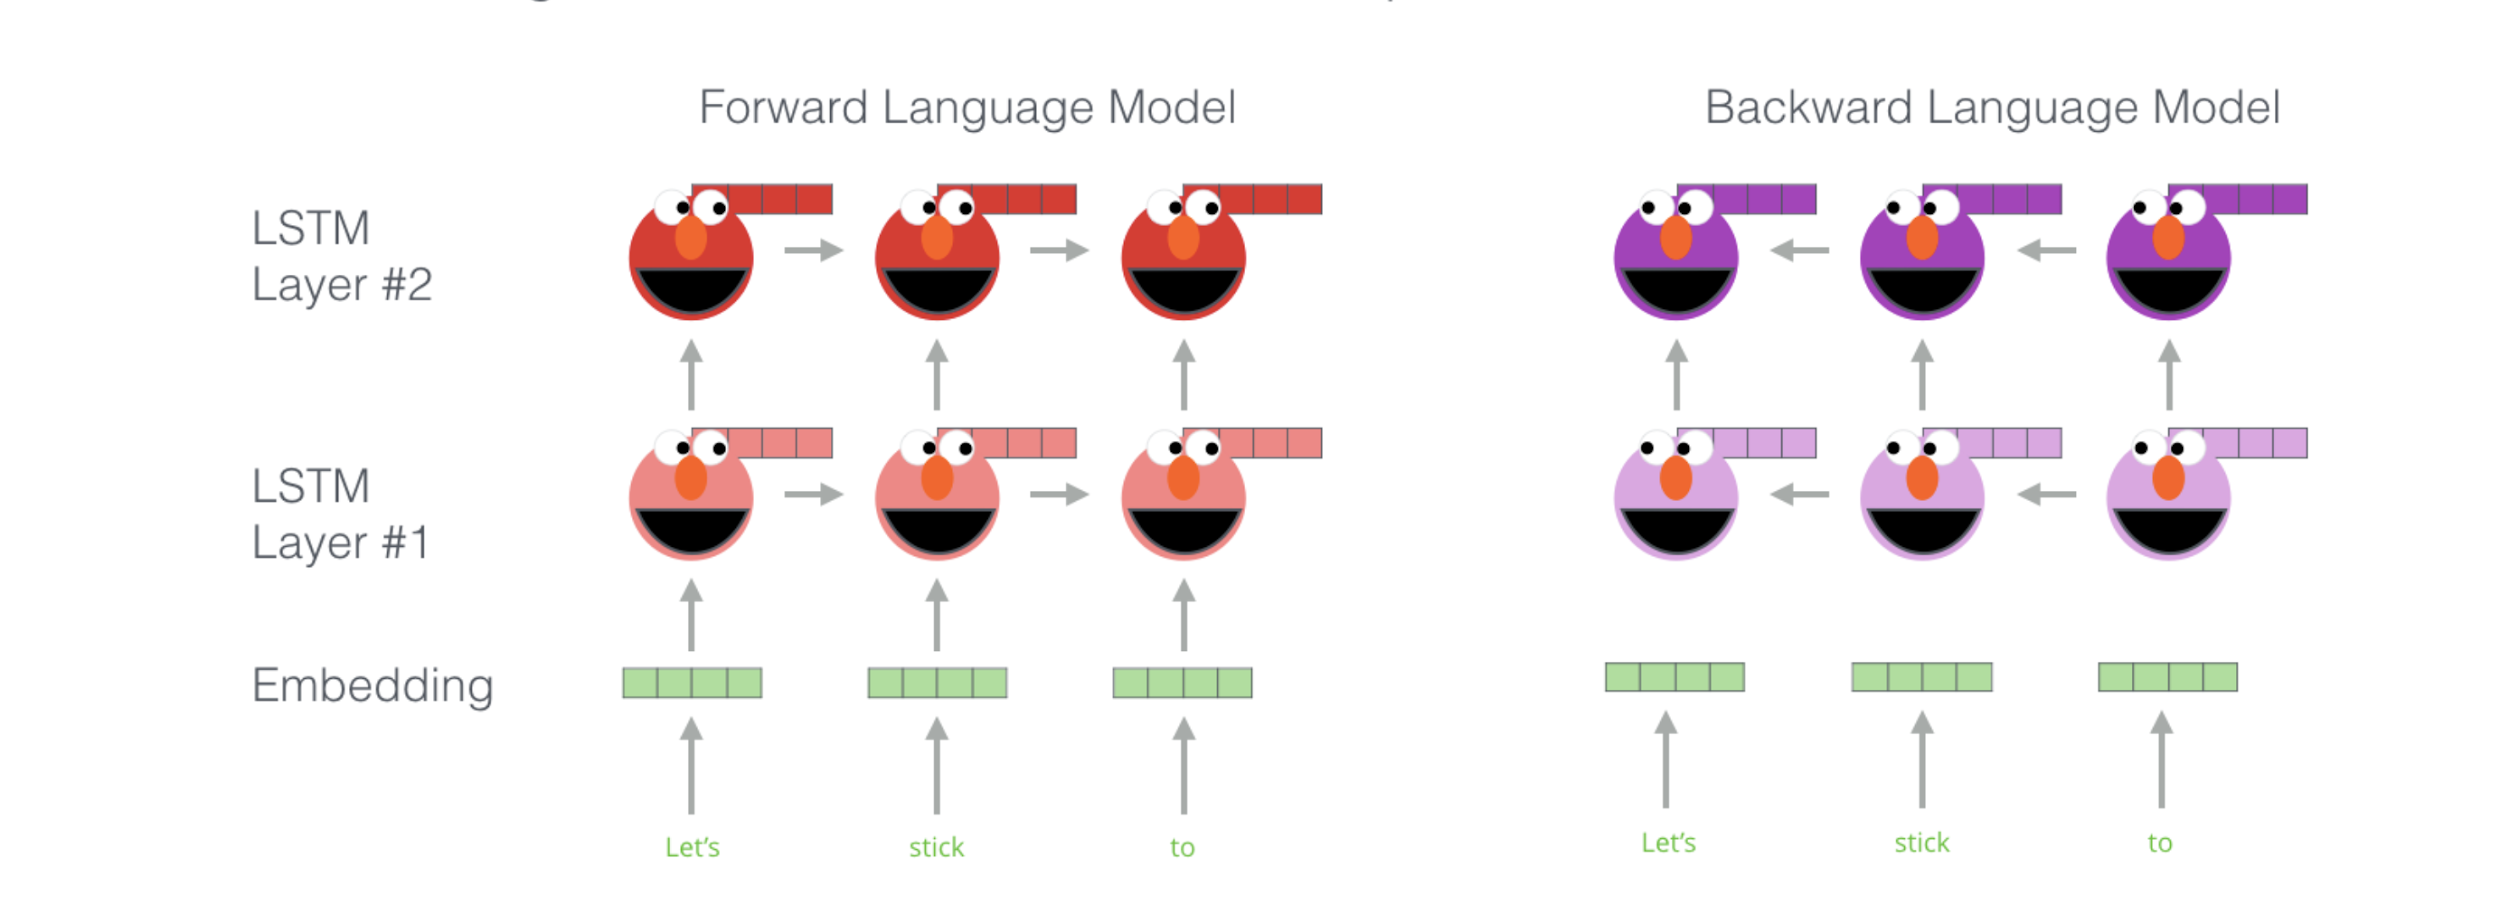 Forward Language Model
Backward Language Model
LSTM
Layer #2
LSTM
Layer #1
Embedding
Let’s stick to
Let’s stick to